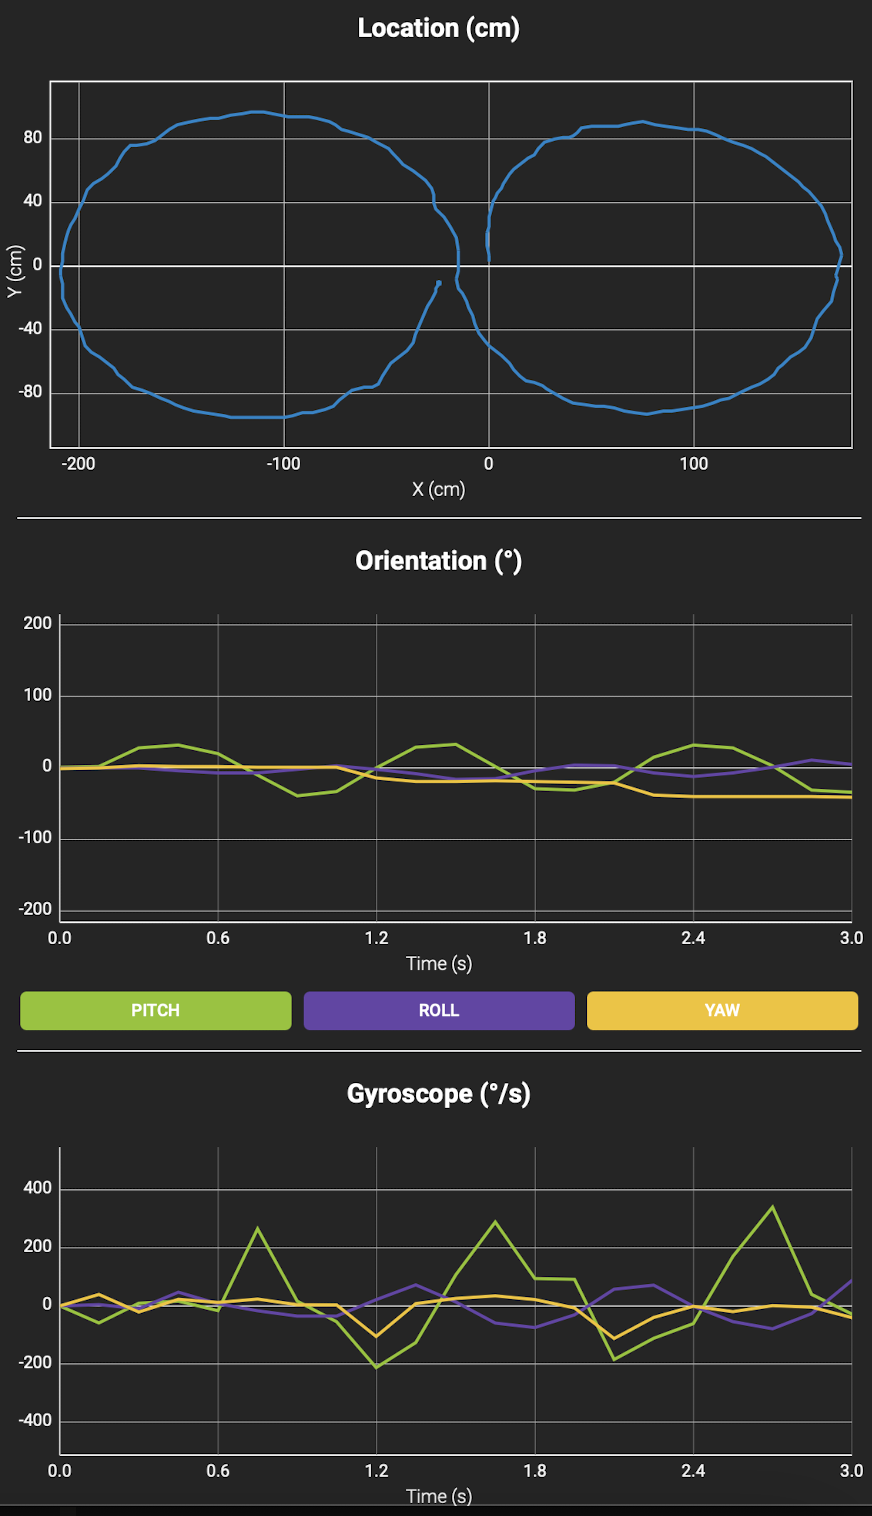 Location (cm)
80
40
0
-40
-80
Y (cm)
-200 -100 0 100
X (cm)
Orientation (°)
200
100
0
-100
-200
0.0 0.6 1.2 1.8 2.4 3.0
Time (s)
PITCH ROLL YAW
Gyroscope (°/s)
400
200
0
-200
-400
0.0 0.6 1.2 1.8 2.4 3.0
Time (s)